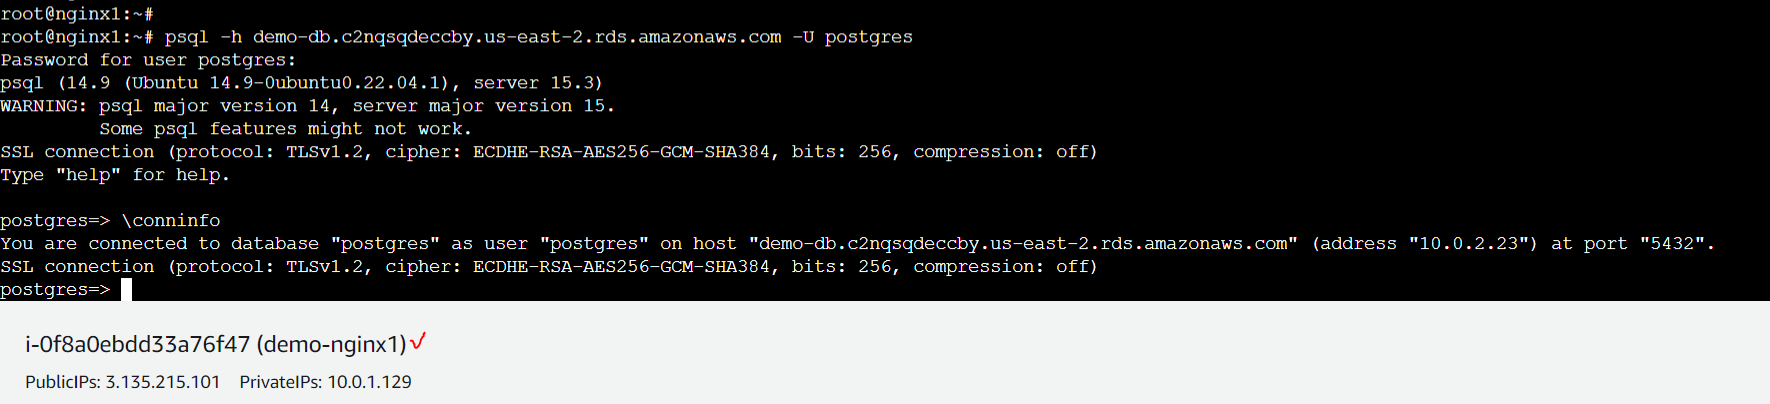 root@nginx1:~#
root@nginx1:~# psql -h demo-db.c2nqsqdeccby.us-east-2.rds.amazonaws.com -U postgres
Password for user postgres:
psql (14.9 (Ubuntu 14.9-0ubuntu0.22.04.1), server 15.3)
WARNING: psql major version 14, server major version 15.
         Some psql features might not work.
SSL connection (protocol: TLSv1.2, cipher: ECDHE-RSA-AES256-GCM-SHA384, bits: 256, compression: off)
Type "help" for help.
postgres=> \conninfo
You are connected to database "postgres" as user "postgres" on host "demo-db.c2nqsqdeccby.us-east-2.rds.amazonaws.com" (address "10.0.2.23") at port "5432".
SSL connection (protocol: TLSv1.2, cipher: ECDHE-RSA-AES256-GCM-SHA384, bits: 256, compression: off)
postgres=>
i-0f8a0ebdd33a76f47 (demo-nginx1)
PublicIPs: 3.135.215.101 PrivateIPs: 10.0.1.129